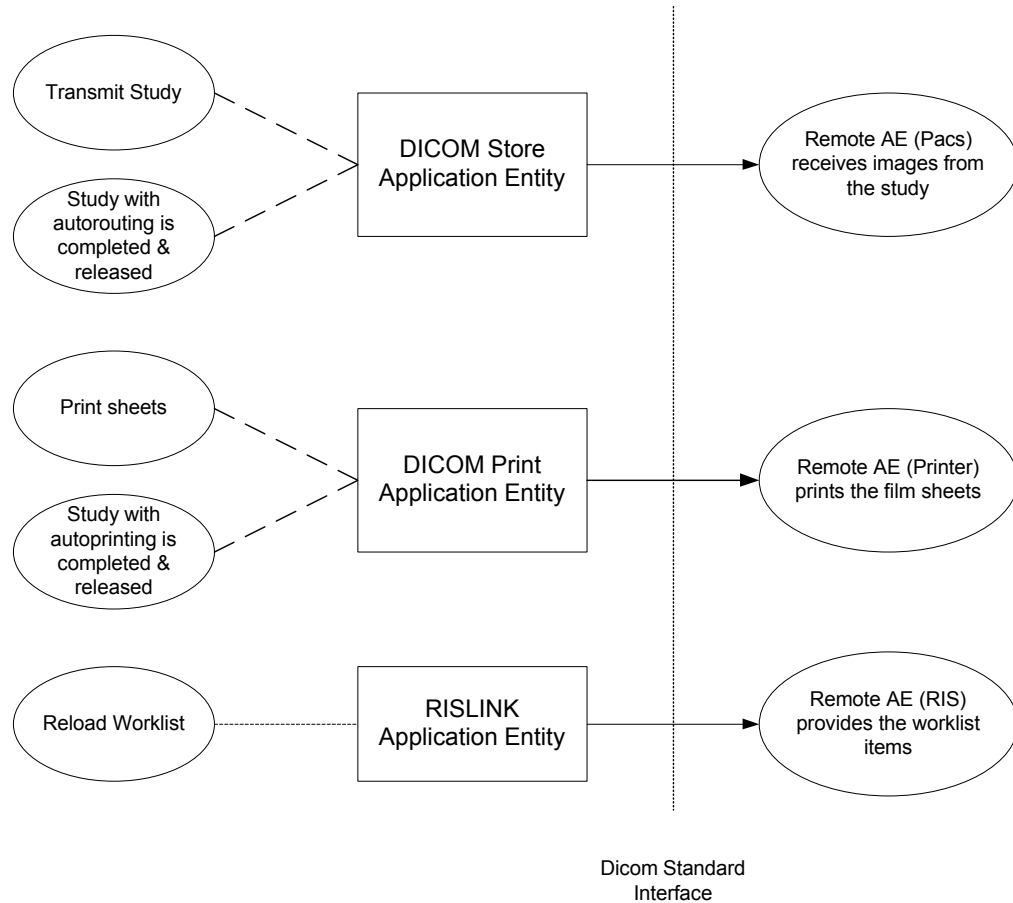 Transmit Study
DICOM Store
Application Entity
Remote AE (Pacs)
receives images from
the study
Study with
autorouting is
completed &
released
Print sheets
DICOM Print
Application Entity
Remote AE (Printer)
prints the film sheets
Study with
autoprinting is
completed &
released
Reload Worklist
RISLINK
Application Entity
Remote AE (RIS)
provides the worklist
items
Dicom Standard
Interface